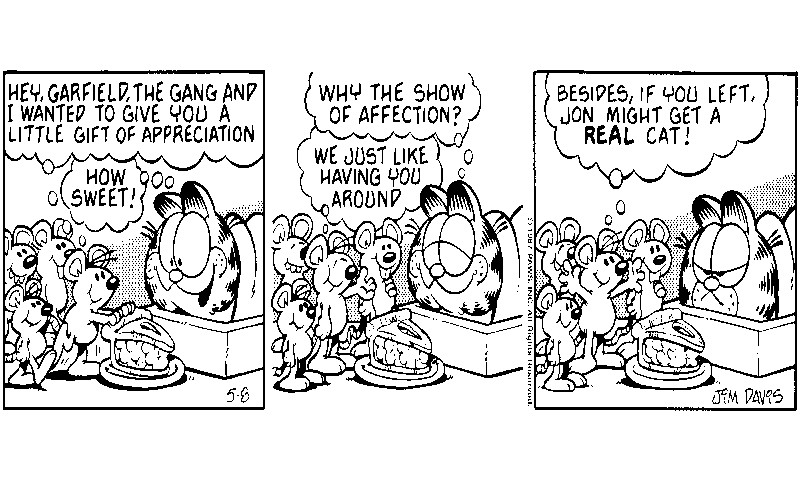 HEY, GARFIELD, THE GANG AND
I WANTED TO GIVE YOU A
LITTLE GIFT OF APPRECIATION
HOW
SWEET!
5-8
WHY THE SHOW
OF AFFECTION?
WE JUST LIKE
HAVING YOU
AROUND
BESIDES, IF YOU LEFT,
JON MIGHT GET A
REAL CAT!
JIM DAVIS